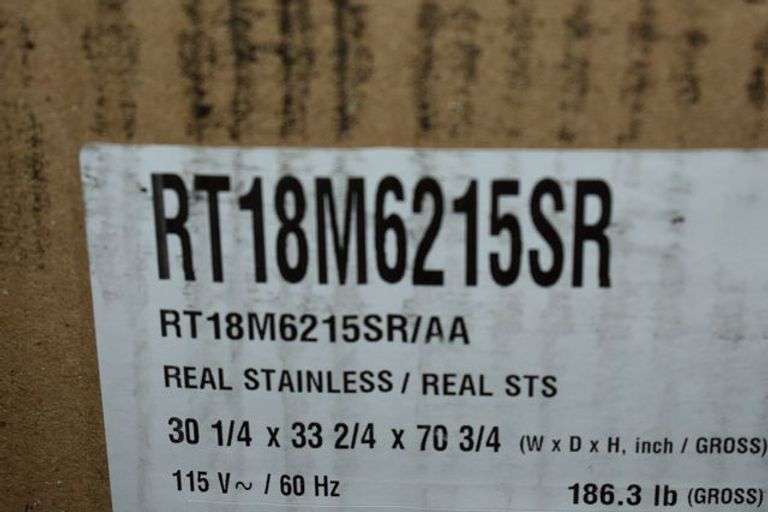 RT18M6215SR
RT18M6215SR/AA
REAL STAINLESS / REAL STS
30 1/4 x 33 2/4 x 70 3/4 (W x D x H, inch / GROSS)
115 V~ / 60 Hz 186.3 lb (GROSS)